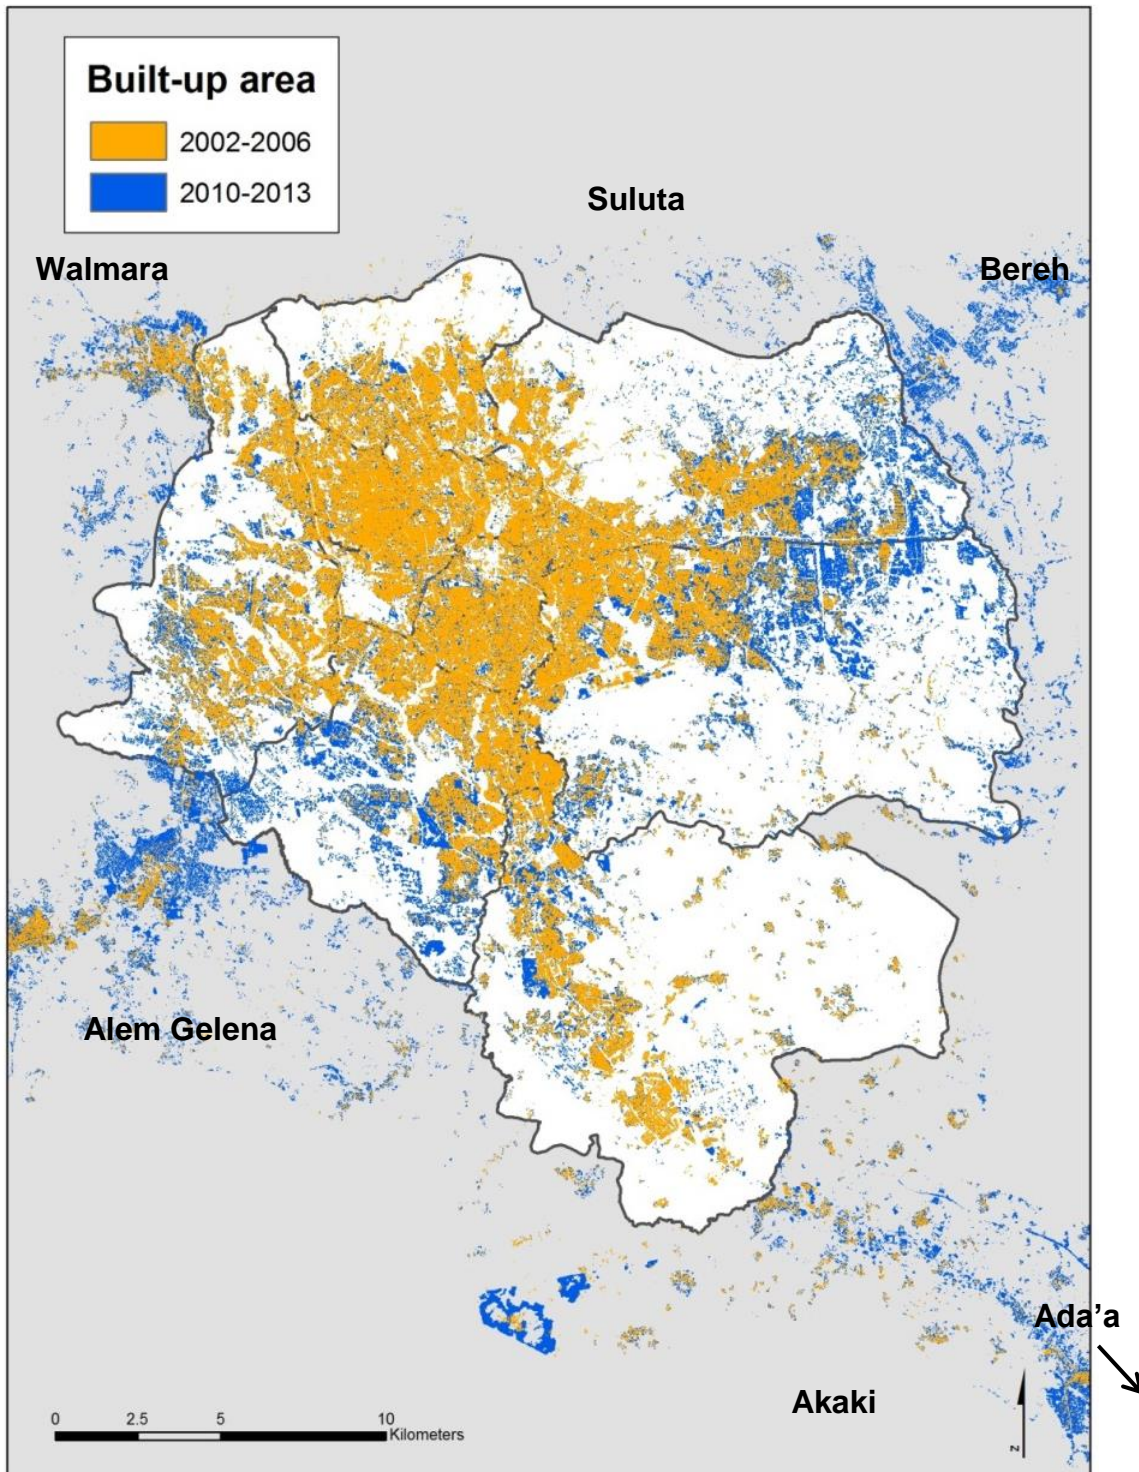 Built-up area
2002-2006
2010-2013
Suluta
Walmara
Bereh
Alem Gelena
Ada’a
Akaki
0 2.5 5 10
Kilometers
z